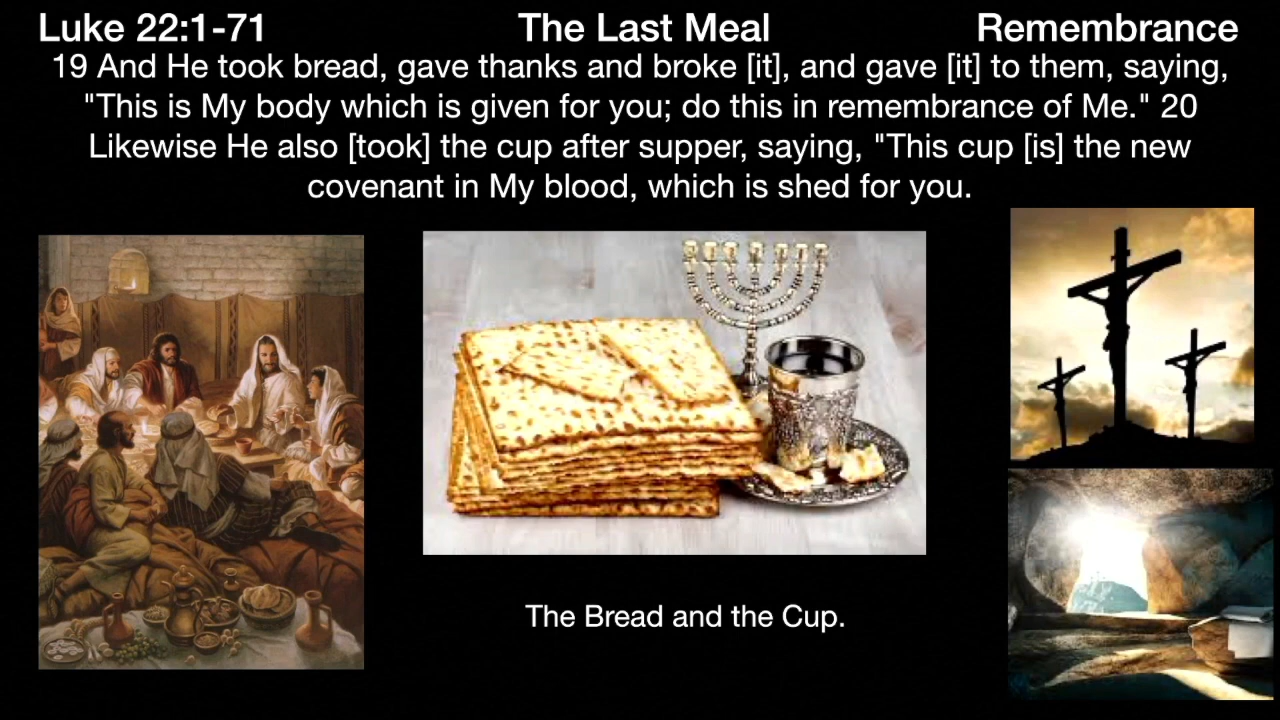 Luke 22:1-71 The Last Meal Remembrance
19 And He took bread, gave thanks and broke [it], and gave [it] to them, saying,
"This is My body which is given for you; do this in remembrance of Me." 20
Likewise He also [took] the cup after supper, saying, "This cup [is] the new
covenant in My blood, which is shed for you.
The Bread and the Cup.